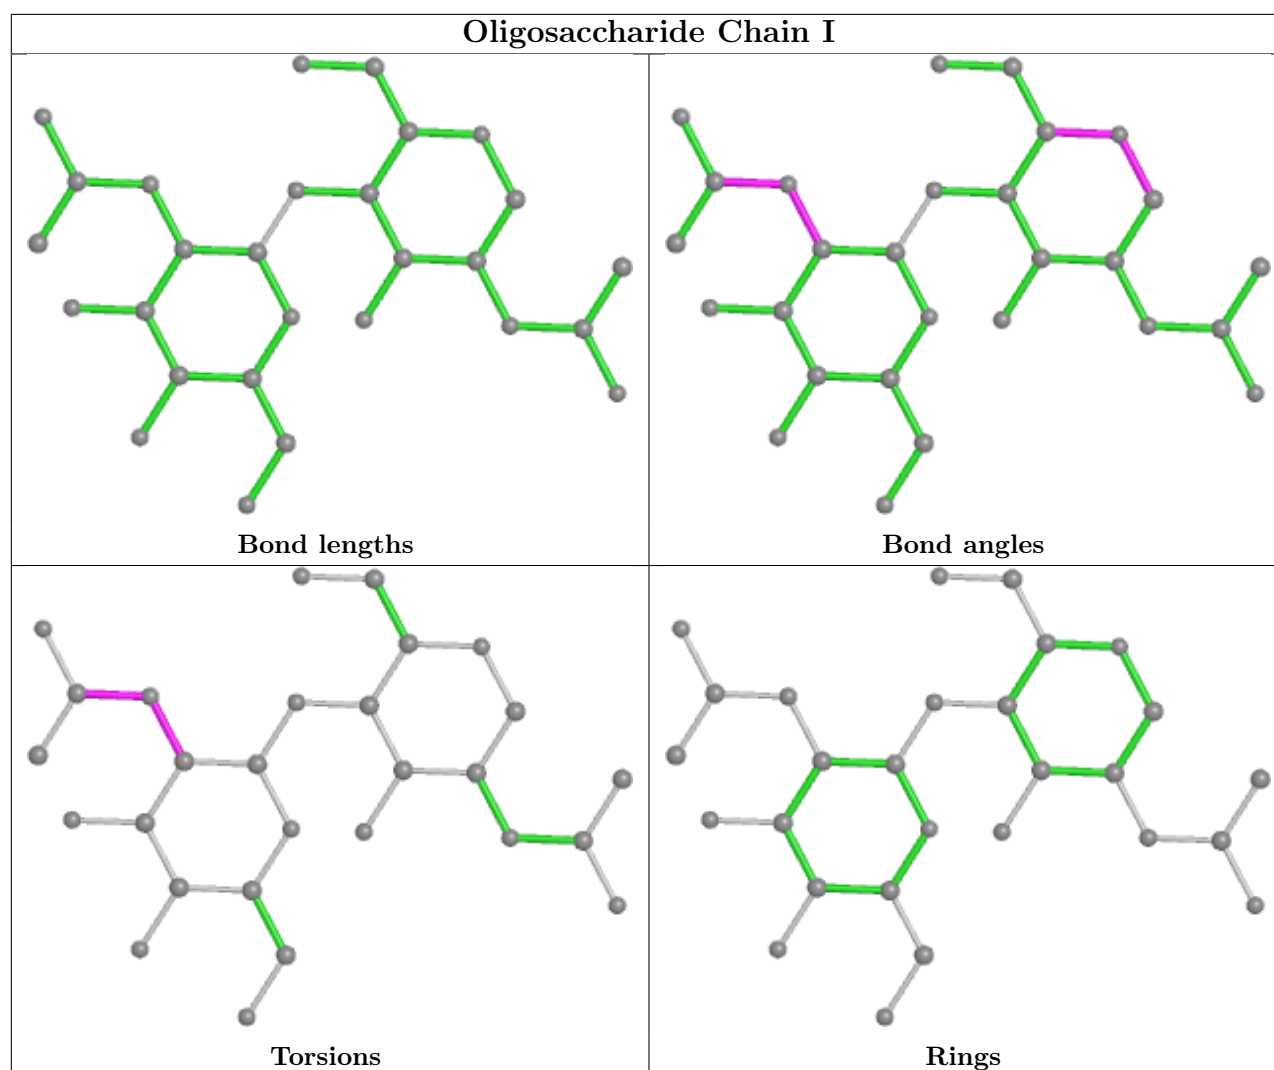 Oligosaccharide Chain I
Bond lengths
Bond angles
Torsions
Rings